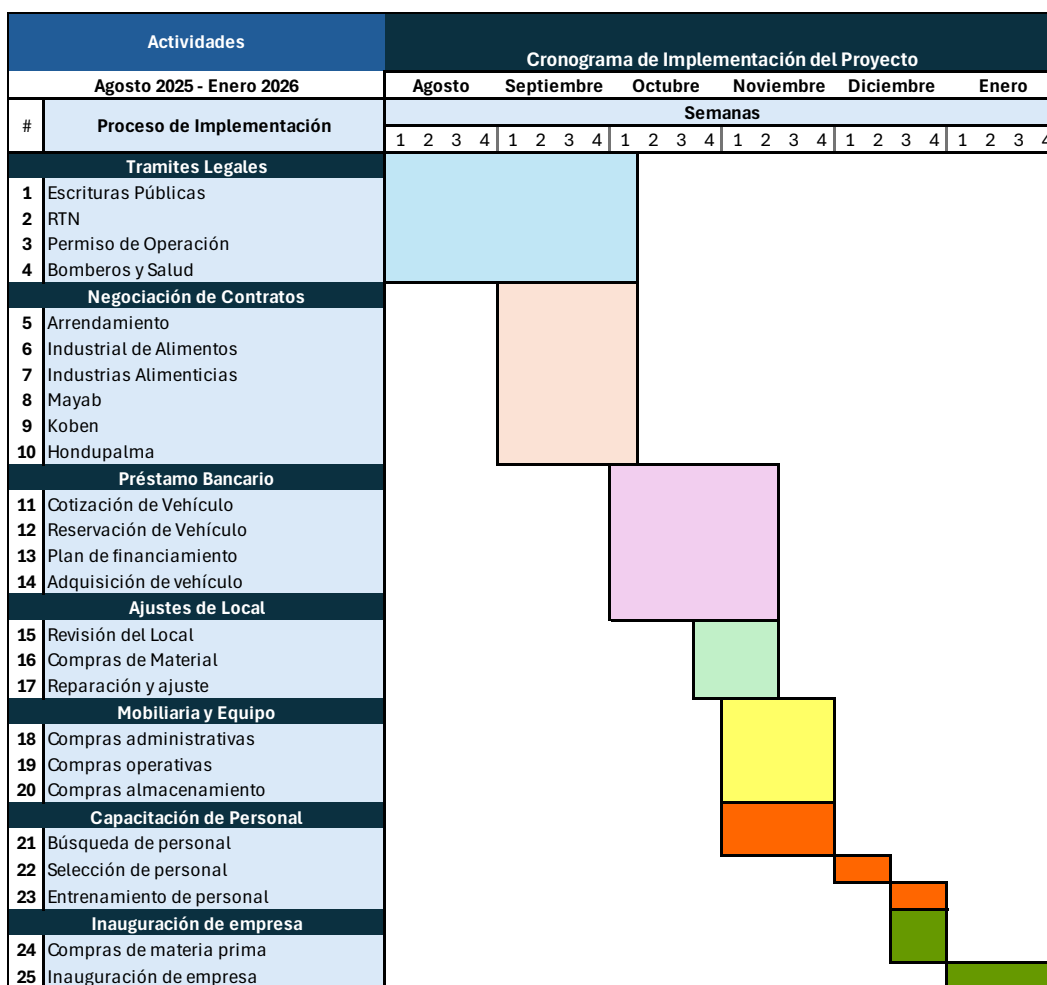 Actividades
Cronograma de Implementación del Proyecto
Agosto 2025 - Enero 2026
Agosto Septiembre Octubre Noviembre Diciembre Enero
# Proceso de Implementación
Semanas
1 2 3 4 1 2 3 4 1 2 3 4 1 2 3 4 1 2 3 4 1 2 3 4
Tramites Legales
1 Escrituras Públicas
2 RTN
3 Permiso de Operación
4 Bomberos y Salud
Negociación de Contratos
5 Arrendamiento
6 Industrial de Alimentos
7 Industrias Alimenticias
8 Mayab
9 Koben
10 Hondupalma
Préstamo Bancario
11 Cotización de Vehículo
12 Reservación de Vehículo
13 Plan de financiamiento
14 Adquisición de vehículo
Ajustes de Local
15 Revisión del Local
16 Compras de Material
17 Reparación y ajuste
Mobiliaria y Equipo
18 Compras administrativas
19 Compras operativas
20 Compras almacenamiento
Capacitación de Personal
21 Búsqueda de personal
22 Selección de personal
23 Entrenamiento de personal
Inauguración de empresa
24 Compras de materia prima
25 Inauguración de empresa